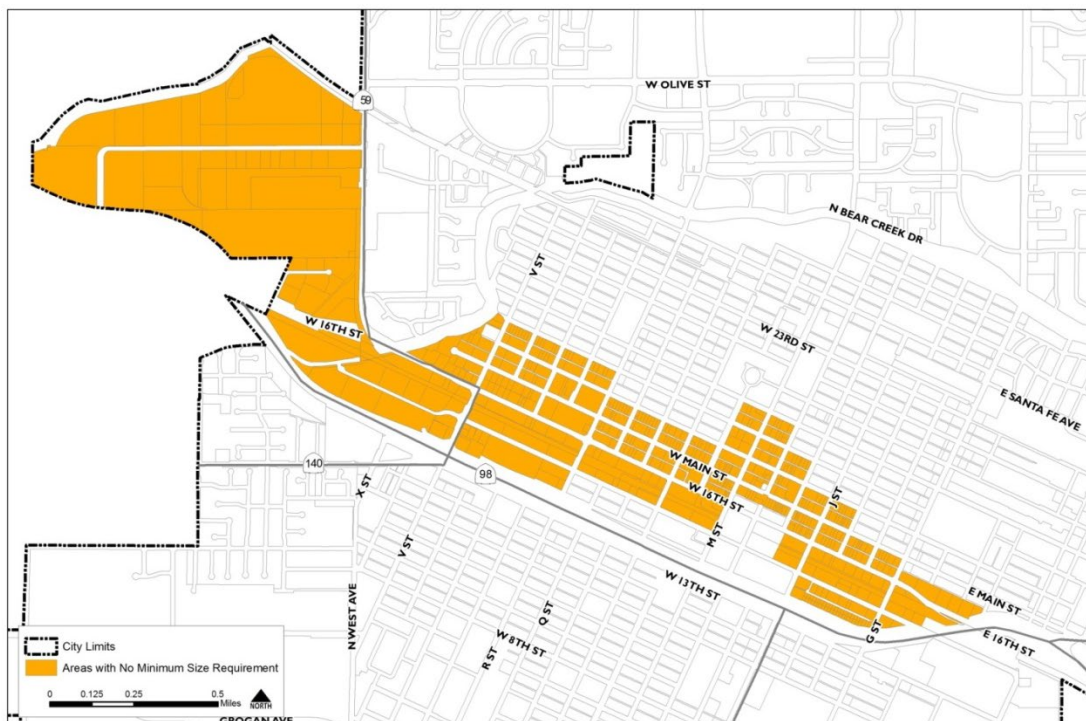 W OLIVE ST
59
N BEAR CREEK DR
V ST
W 23RD ST
W 16TH ST
E SANTA FE AVE
W MAIN ST
140
98
W 16TH ST
J ST
X ST
M ST
V ST
W 13TH ST
E MAIN ST
N WEST AVE
Q ST
G ST
E 16TH ST
W 8TH ST
R ST
City Limits
Areas with No Minimum Size Requirement
0 0.125 0.25 0.5
Miles
NORTH
GROGAN AVE